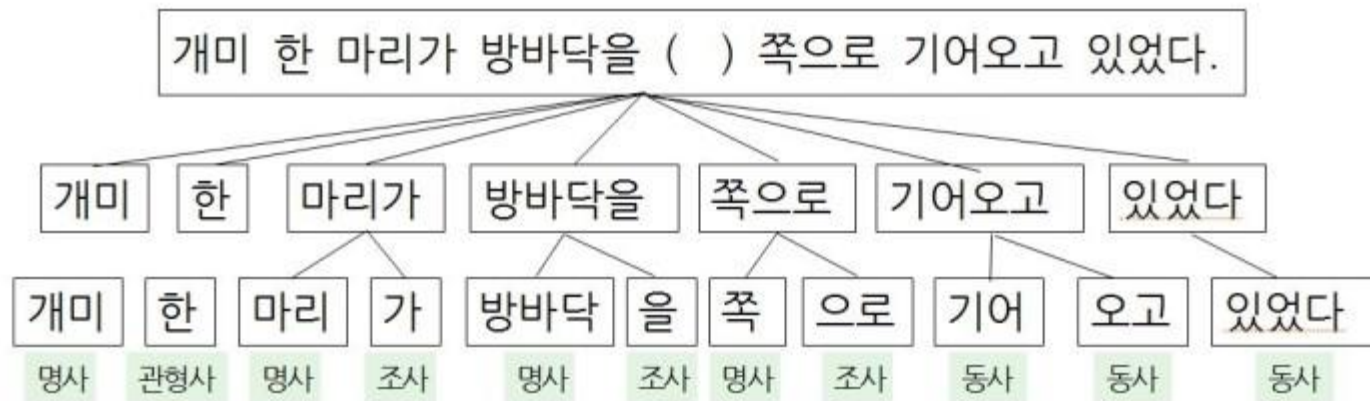 개미 한 마리가 방바닥을 ( ) 쪽으로 기어오고 있었다.
개미 한 마리가 방바닥을 쪽으로 기어오고 있었다
개미 한 마리 가 방바닥 을 쪽 으로 기어 오고 있었다
명사 관형사 명사 조사 명사 조사 명사 조사 동사 동사 동사